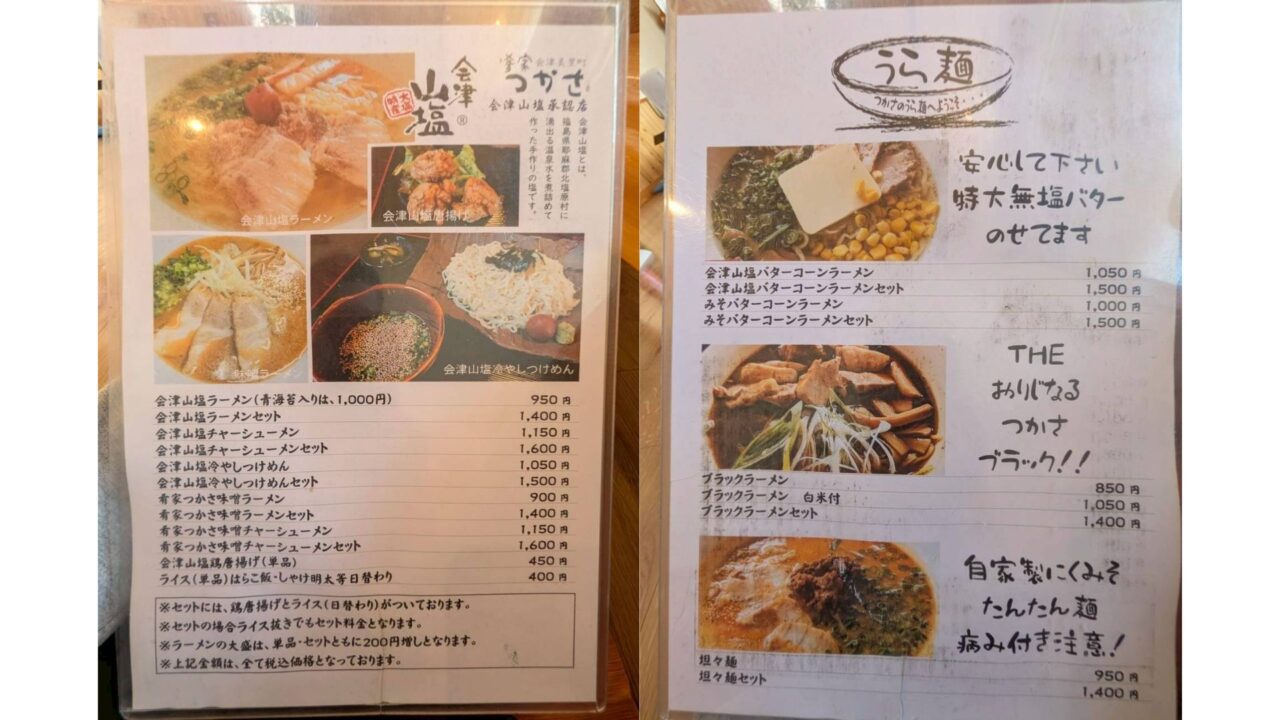 肴家 会津美里町
つかさ
会津山塩承認店
会津
山塩®
会津山塩とは、
福島県耶麻郡北塩原村に
湧出る温泉水を煮詰めて
作った手作りの塩です。
会津山塩ラーメン
会津山塩唐揚げ
味噌ラーメン
会津山塩冷やしつけめん
会津山塩ラーメン(青海苔入りは、1,000円) 950円
会津山塩ラーメンセット 1,400円
会津山塩チャーシューメン 1,150円
会津山塩チャーシューメンセット 1,600円
会津山塩冷やしつけめん 1,050円
会津山塩冷やしつけめんセット 1,500円
肴家つかさ味噌ラーメン 900円
肴家つかさ味噌ラーメンセット 1,400円
肴家つかさ味噌チャーシューメン 1,150円
肴家つかさ味噌チャーシューメンセット 1,600円
会津山塩鶏唐揚げ(単品) 450円
ライス(単品)はらこ飯・しゃけ明太等日替わり 400円
※セットには、鶏唐揚げとライス(日替わり)がついております。
※セットの場合ライス抜きでもセット料金となります。
※ラーメンの大盛は、単品・セットともに200円増しとなります。
※上記金額は、全て税込価格となっております。
うら麺
つかさのうら麺へようこそ・・・
安心して下さい
特大無塩バター
のせてます
会津山塩バターコーンラーメン 1,050円
会津山塩バターコーンラーメンセット 1,500円
みそバターコーンラーメン 1,000円
みそバターコーンラーメンセット 1,500円
THE
おりじなる
つかさ
ブラック!!
ブラックラーメン 850円
ブラックラーメン 白米付 1,050円
ブラックラーメンセット 1,400円
自家製にくみそ
たんたん麺
病み付き注意!
坦々麺 950円
坦々麺セット 1,400円